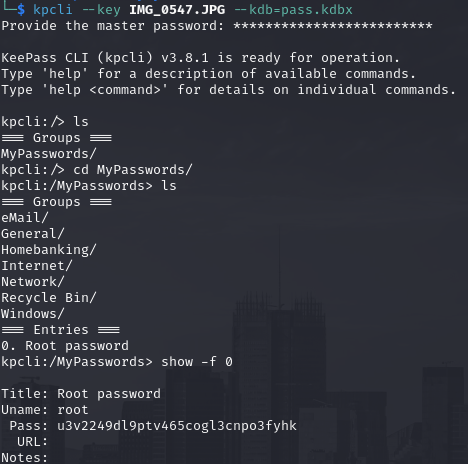 └─$ kpcli --key IMG_0547.JPG --kdb=pass.kdbx
Provide the master password: *************************
KeePass CLI (kpcli) v3.8.1 is ready for operation.
Type 'help' for a description of available commands.
Type 'help <command>' for details on individual commands.
kpcli:/> ls
=== Groups ===
MyPasswords/
kpcli:/> cd MyPasswords/
kpcli:/MyPasswords> ls
=== Groups ===
eMail/
General/
Homebanking/
Internet/
Network/
Recycle Bin/
Windows/
=== Entries ===
0. Root password
kpcli:/MyPasswords> show -f 0
Title: Root password
Uname: root
Pass: u3v2249dl9ptv465cogl3cnpo3fyhk
URL:
Notes: